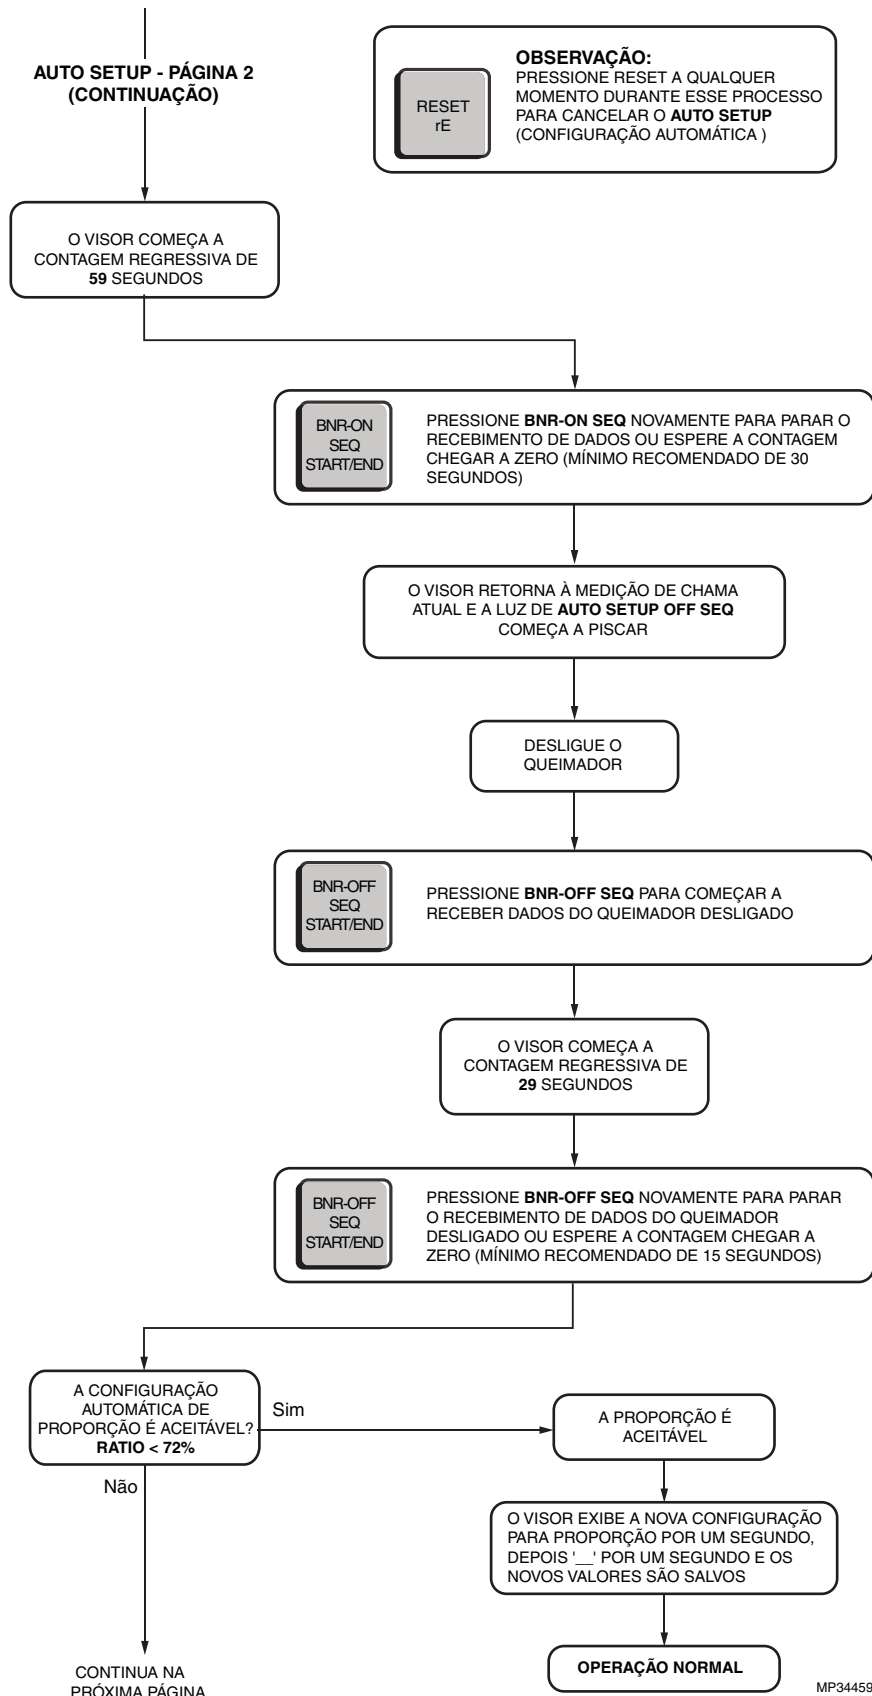 AUTO SETUP - PÁGINA 2
(CONTINUAÇÃO)
RESET
rE
OBSERVAÇÃO:
PRESSIONE RESET A QUALQUER
MOMENTO DURANTE ESSE PROCESSO
PARA CANCELAR O AUTO SETUP
(CONFIGURAÇÃO AUTOMÁTICA )
O VISOR COMEÇA A
CONTAGEM REGRESSIVA DE
59 SEGUNDOS
BNR-ON
SEQ
START/END
PRESSIONE BNR-ON SEQ NOVAMENTE PARA PARAR O
RECEBIMENTO DE DADOS OU ESPERE A CONTAGEM
CHEGAR A ZERO (MÍNIMO RECOMENDADO DE 30
SEGUNDOS)
O VISOR RETORNA À MEDIÇÃO DE CHAMA
ATUAL E A LUZ DE AUTO SETUP OFF SEQ
COMEÇA A PISCAR
DESLIGUE O
QUEIMADOR
BNR-OFF
SEQ
START/END
PRESSIONE BNR-OFF SEQ PARA COMEÇAR A
RECEBER DADOS DO QUEIMADOR DESLIGADO
O VISOR COMEÇA A
CONTAGEM REGRESSIVA DE
29 SEGUNDOS
BNR-OFF
SEQ
START/END
PRESSIONE BNR-OFF SEQ NOVAMENTE PARA PARAR
O RECEBIMENTO DE DADOS DO QUEIMADOR
DESLIGADO OU ESPERE A CONTAGEM CHEGAR A
ZERO (MÍNIMO RECOMENDADO DE 15 SEGUNDOS)
A CONFIGURAÇÃO
AUTOMÁTICA DE
PROPORÇÃO É ACEITÁVEL?
RATIO < 72%
Sim
A PROPORÇÃO É
ACEITÁVEL
Não
O VISOR EXIBE A NOVA CONFIGURAÇÃO
PARA PROPORÇÃO POR UM SEGUNDO,
DEPOIS '__' POR UM SEGUNDO E OS
NOVOS VALORES SÃO SALVOS
OPERAÇÃO NORMAL
CONTINUA NA
PRÓXIMA PÁGINA
MP34459